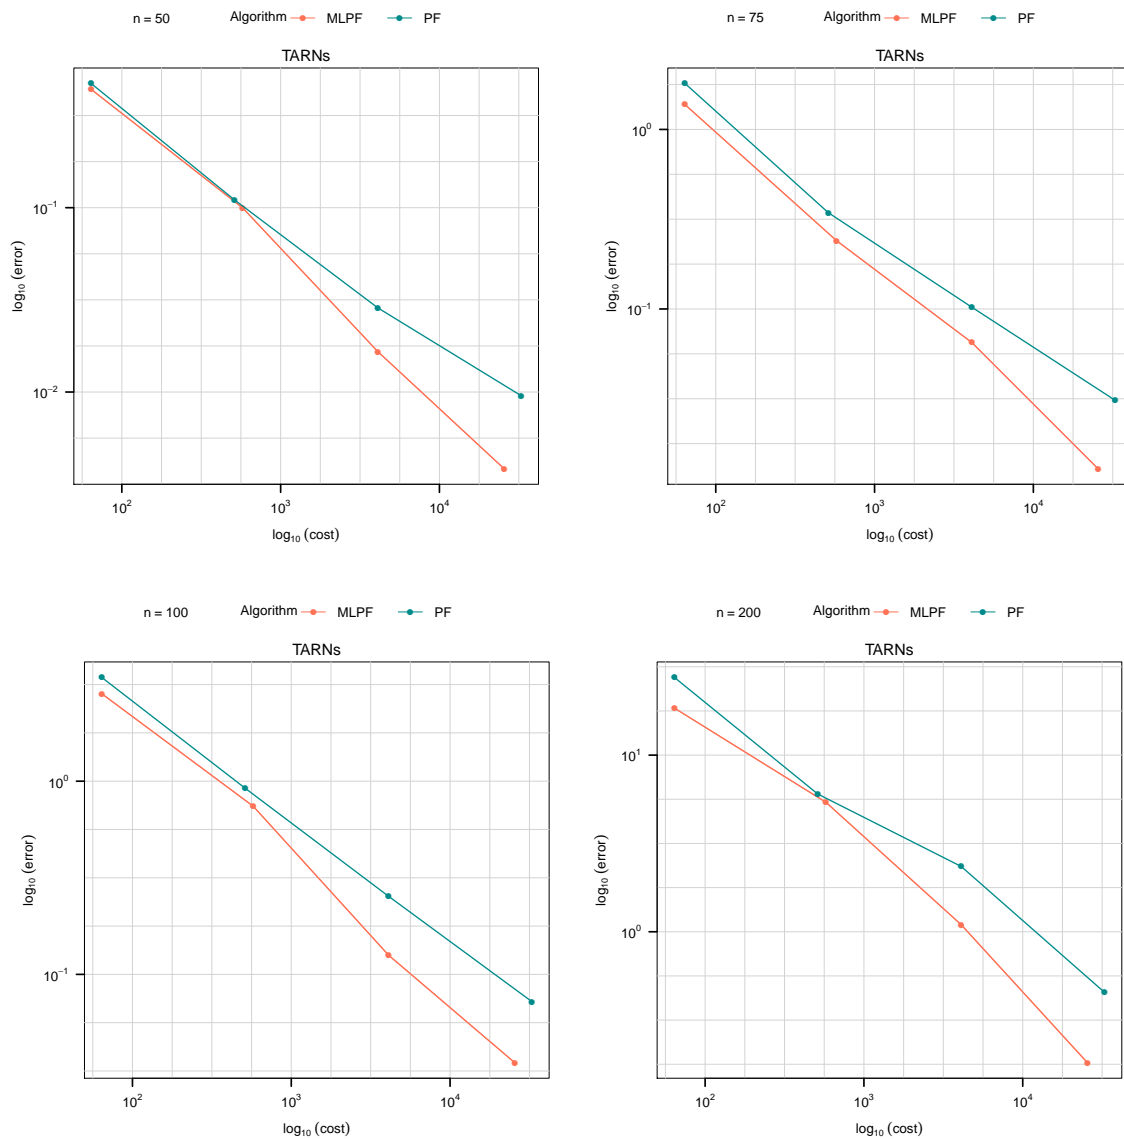 n = 50 Algorithm MLPF PF
TARNs
10⁻¹
10⁻²
log₁₀ (error)
10² 10³ 10⁴
log₁₀ (cost)
n = 75 Algorithm MLPF PF
TARNs
10⁰
10⁻¹
log₁₀ (error)
10² 10³ 10⁴
log₁₀ (cost)
n = 100 Algorithm MLPF PF
TARNs
10⁰
10⁻¹
log₁₀ (error)
10² 10³ 10⁴
log₁₀ (cost)
n = 200 Algorithm MLPF PF
TARNs
10¹
10⁰
log₁₀ (error)
10² 10³ 10⁴
log₁₀ (cost)